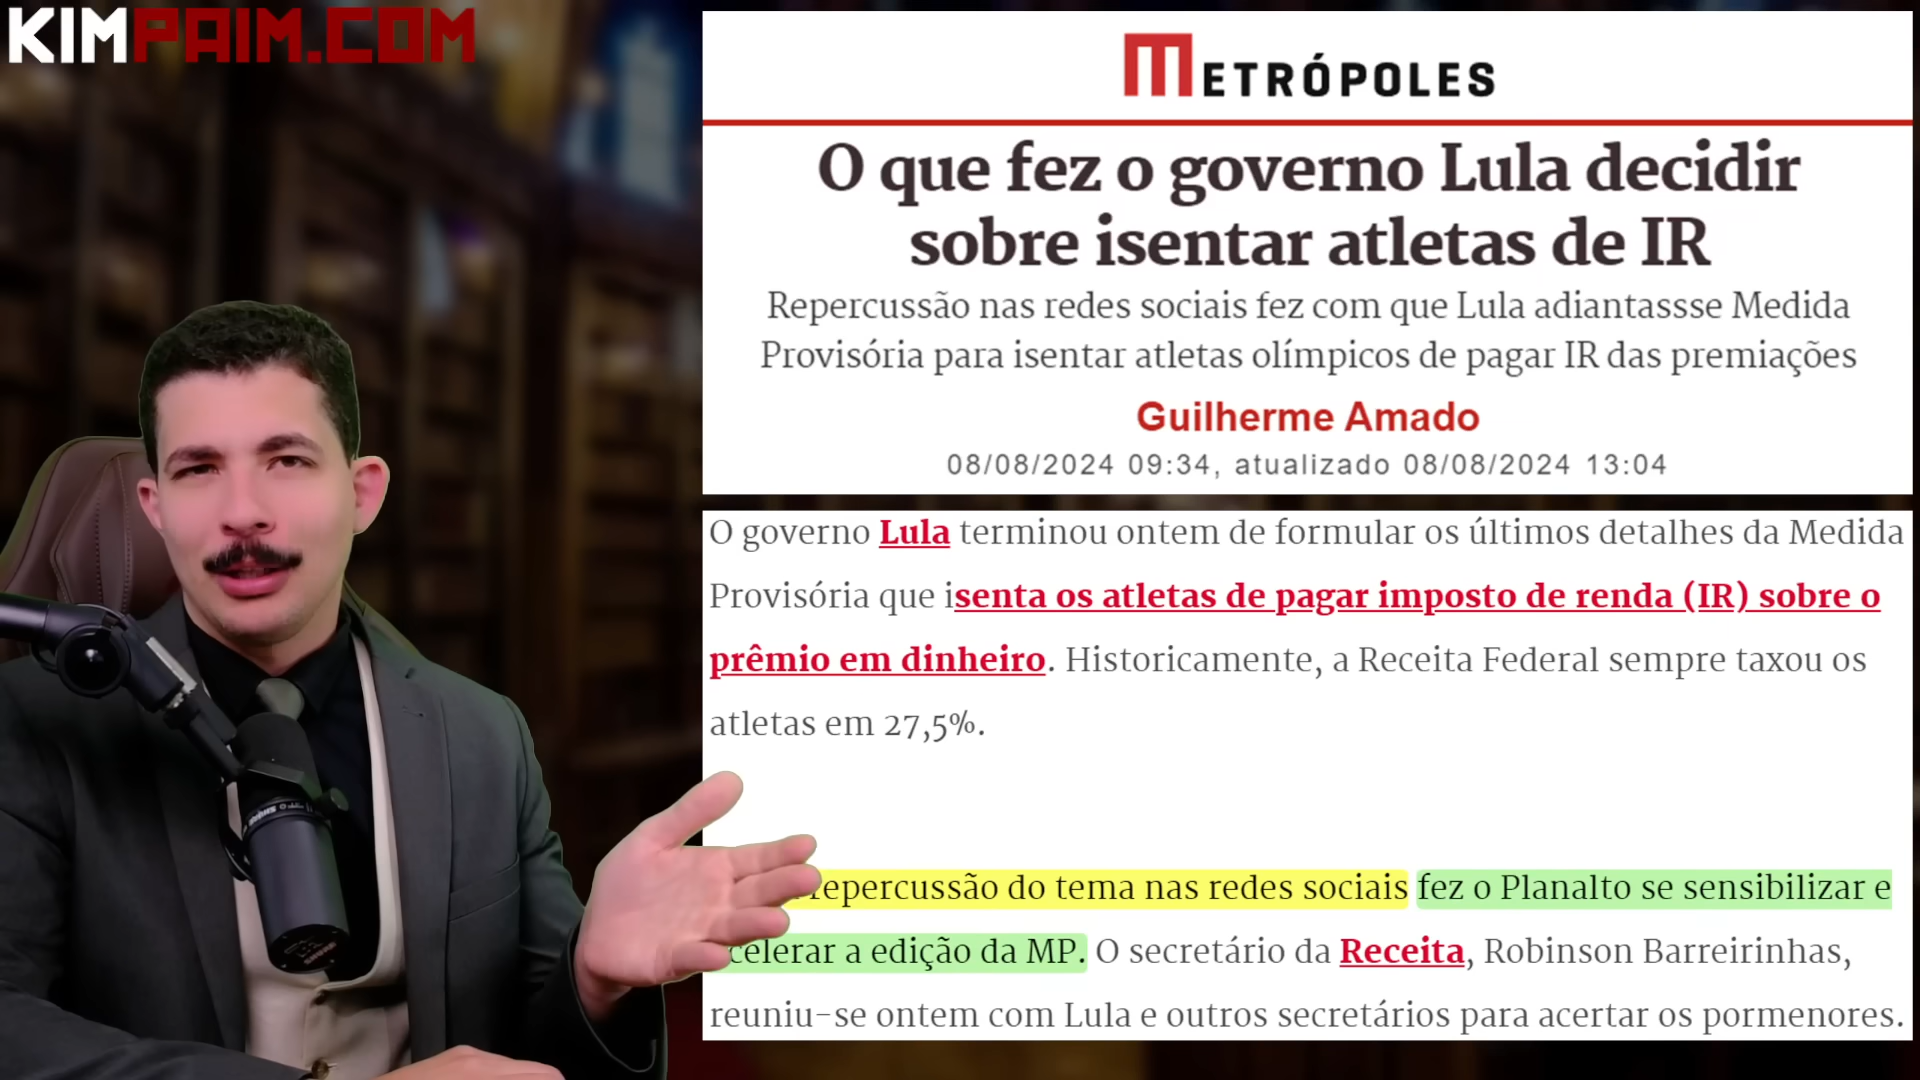 KIMPAIM.COM
METRÓPOLES
O que fez o governo Lula decidir
sobre isentar atletas de IR
Repercussão nas redes sociais fez com que Lula adiantassse Medida
Provisória para isentar atletas olímpicos de pagar IR das premiações
Guilherme Amado
08/08/2024 09:34, atualizado 08/08/2024 13:04
O governo Lula terminou ontem de formular os últimos detalhes da Medida
Provisória que isenta os atletas de pagar imposto de renda (IR) sobre o
prêmio em dinheiro. Historicamente, a Receita Federal sempre taxou os
atletas em 27,5%.
repercussão do tema nas redes sociais fez o Planalto se sensibilizar e
celerar a edição da MP. O secretário da Receita, Robinson Barreirinhas,
reuniu-se ontem com Lula e outros secretários para acertar os pormenores.